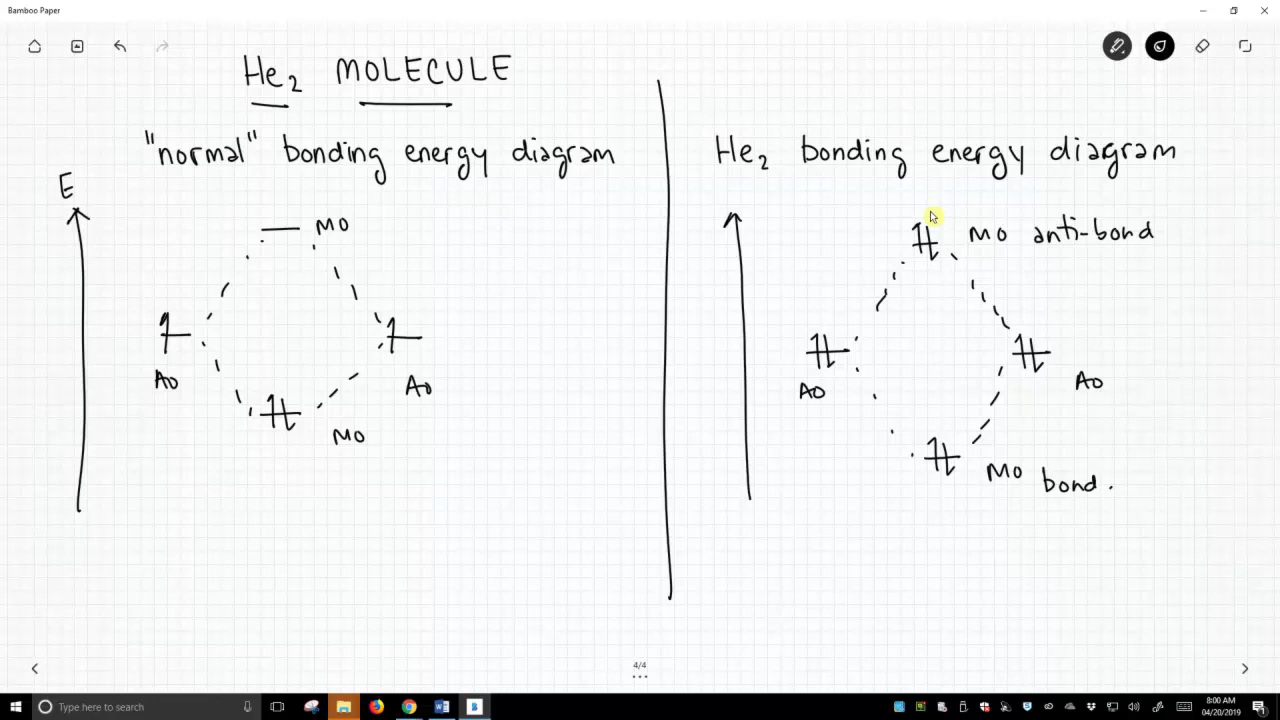 Bamboo Paper
He2 MOLECULE
"normal" bonding energy diagram
E
MO
AO
AO
MO
He2 bonding energy diagram
MO anti-bond
AO
AO
MO bond.
4/4
Type here to search
8:00 AM
04/20/2019